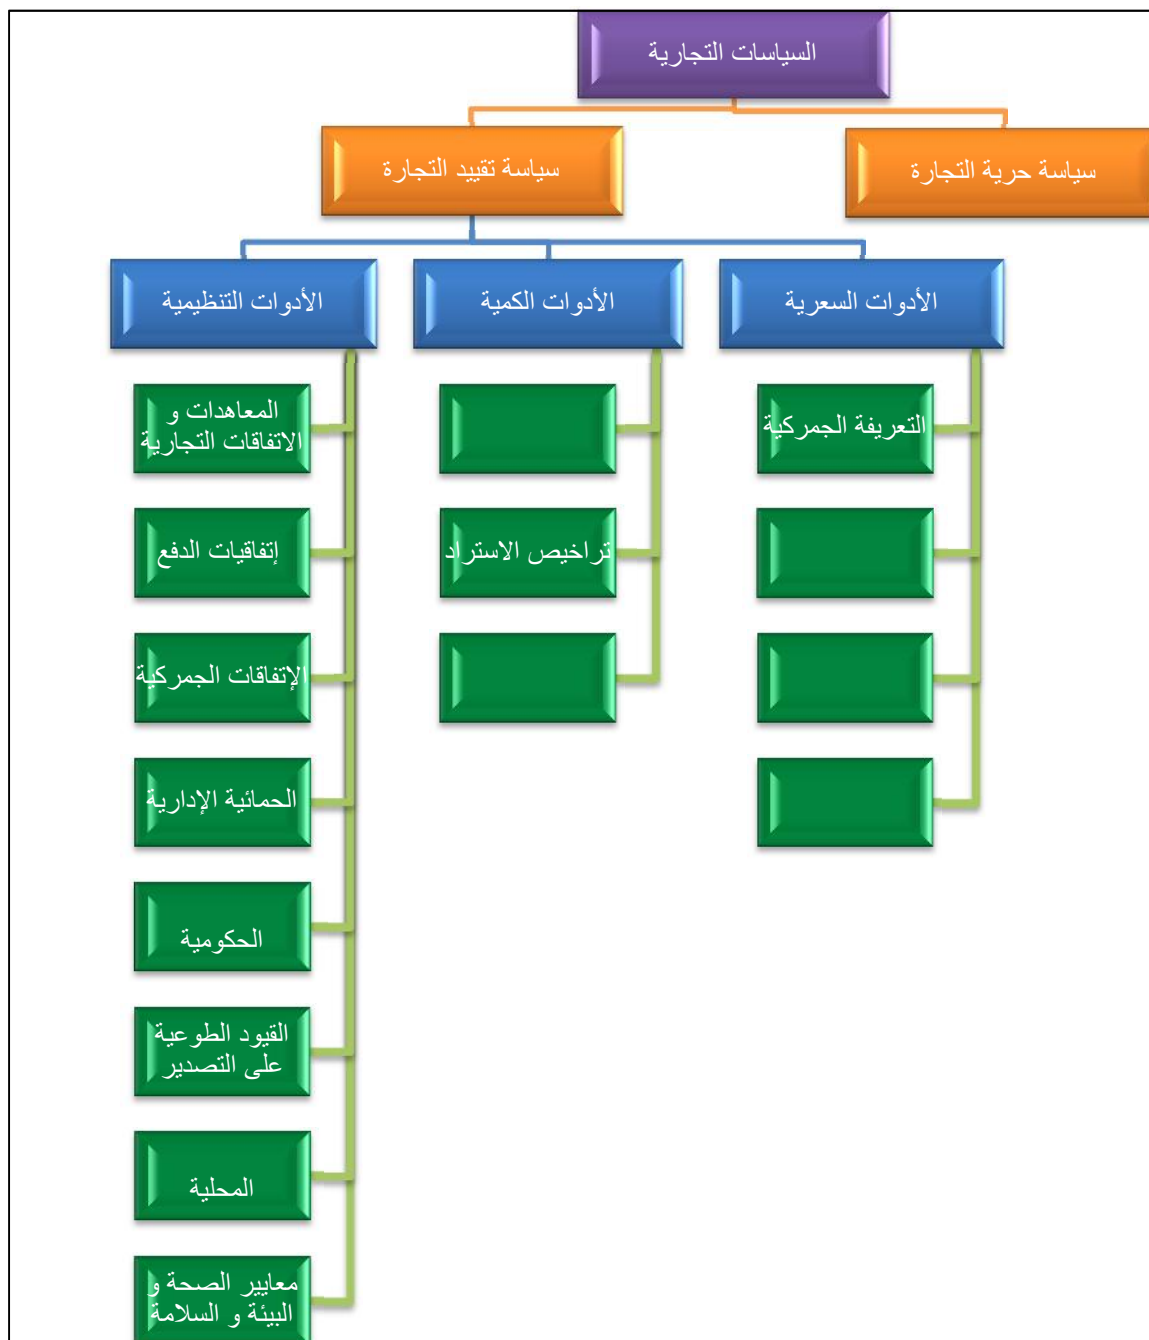 السياسات التجارية
سياسة حرية التجارة
سياسة تقييد التجارة
الأدوات السعرية
الأدوات الكمية
الأدوات التنظيمية
التعريفة الجمركية
تراخيص الاستراد
المعاهدات و
الاتفاقات التجارية
إتفاقيات الدفع
الإتفاقات الجمركية
الحمائية الإدارية
الحكومية
القيود الطوعية
على التصدير
المحلية
معايير الصحة و
البيئة و السلامة